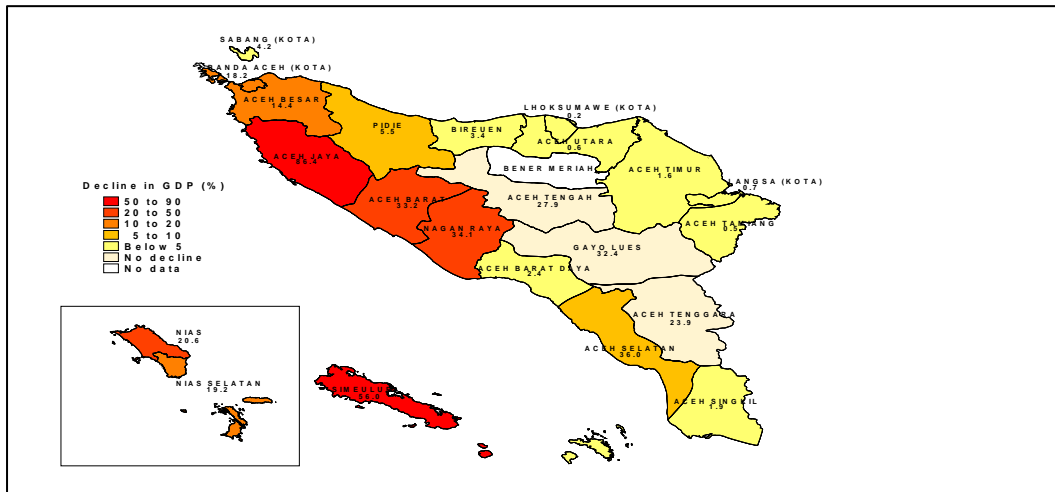 SABANG (KOTA)
4.2
BANDA ACEH (KOTA)
18.2
ACEH BESAR
14.4
PIDIE
5.5
BIREUEN
3.4
LHOKSUMAWE (KOTA)
0.2
ACEH UTARA
0.6
ACEH JAYA
BENER MERIAH
ACEH TIMUR
1.6
LANGSA (KOTA)
0.7
Decline in GDP (%)
50 to 90
20 to 50
10 to 20
5 to 10
Below 5
No decline
No data
ACEH BARAT
33.2
ACEH TENGAH
27.9
ACEH TAMIANG
0.5
NAGAN RAYA
34.1
GAYO LUES
32.4
ACEH BARAT DAYA
2.4
ACEH TENGGARA
23.9
ACEH SELATAN
36.0
NIAS
20.6
NIAS SELATAN
19.2
SIMEULUE
ACEH SINGKIL
1.9